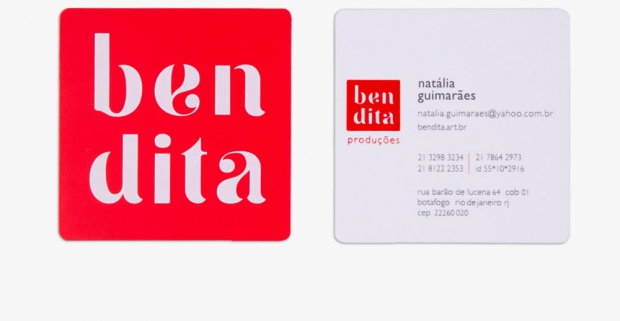 ben
dita
ben
dita
produções
natália
guimarães
natalia.guimaraes@yahoo.com.br
bendita.art.br
21 3298 3234 | 21 7864 2973
21 8122 2353 | id 55*10*2916
rua barão de lucena 64 cob 01
botafogo rio de janeiro rj
cep 22260 020